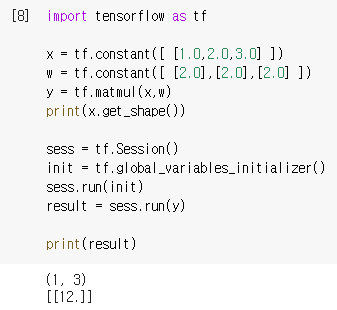 [8] import tensorflow as tf
x = tf.constant([ [1.0,2.0,3.0] ])
w = tf.constant([ [2.0],[2.0],[2.0] ])
y = tf.matmul(x,w)
print(x.get_shape())
sess = tf.Session()
init = tf.global_variables_initializer()
sess.run(init)
result = sess.run(y)
print(result)
(1, 3)
[[12.]]